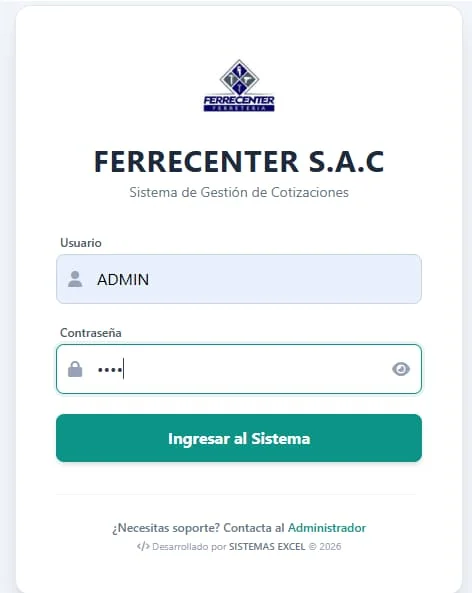 FERRECENTER
FERRETERIA
FERRECENTER S.A.C
Sistema de Gestión de Cotizaciones
Usuario
ADMIN
Contraseña
••••
Ingresar al Sistema
¿Necesitas soporte? Contacta al Administrador
</> Desarrollado por SISTEMAS EXCEL © 2026